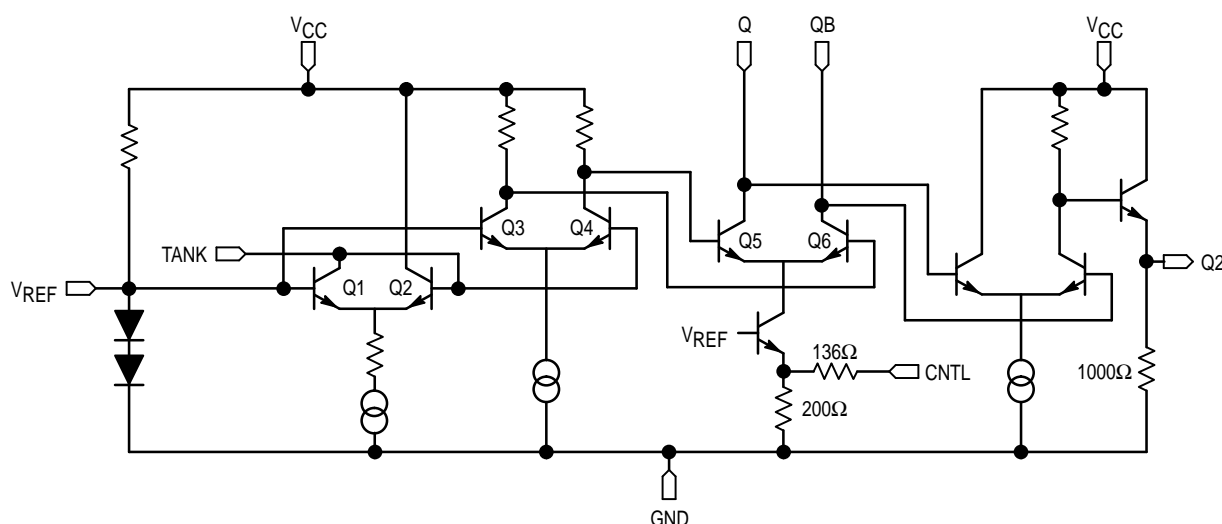 VCC
Q
QB
VCC
Q3
Q4
Q5
Q6
TANK
Q1
Q2
Q2
VREF
VREF
136Ω
CNTL
200Ω
1000Ω
GND